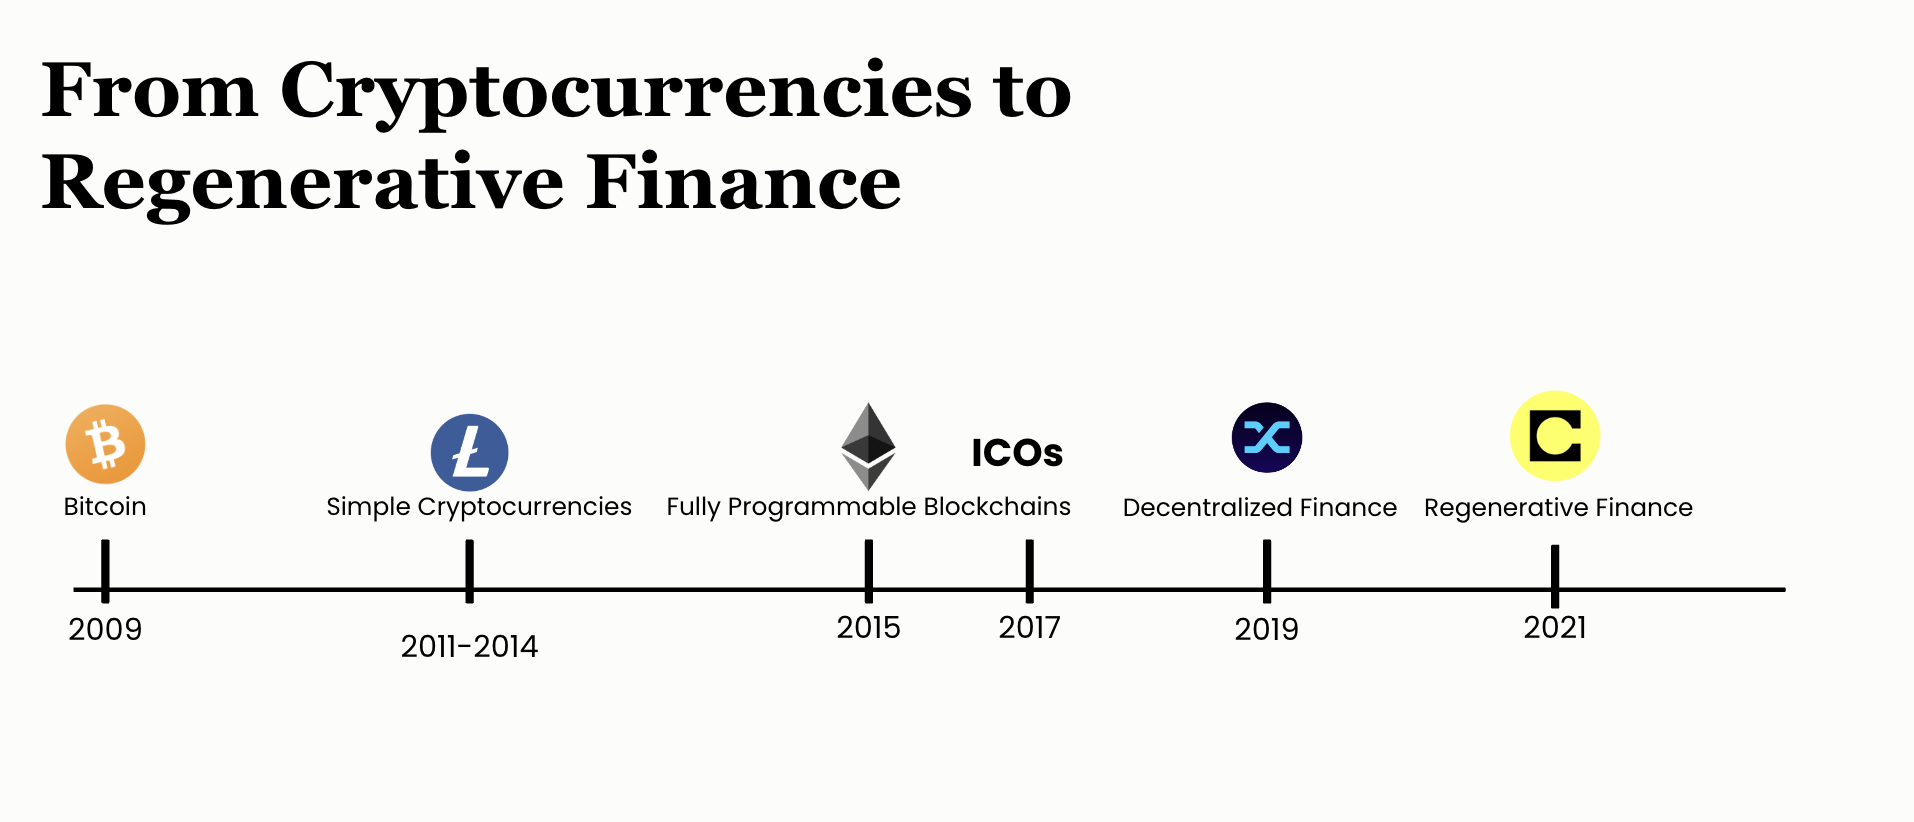 From Cryptocurrencies to
Regenerative Finance
ICOs
Bitcoin
Simple Cryptocurrencies
Fully Programmable Blockchains
Decentralized Finance
Regenerative Finance
2009
2011-2014
2015
2017
2019
2021